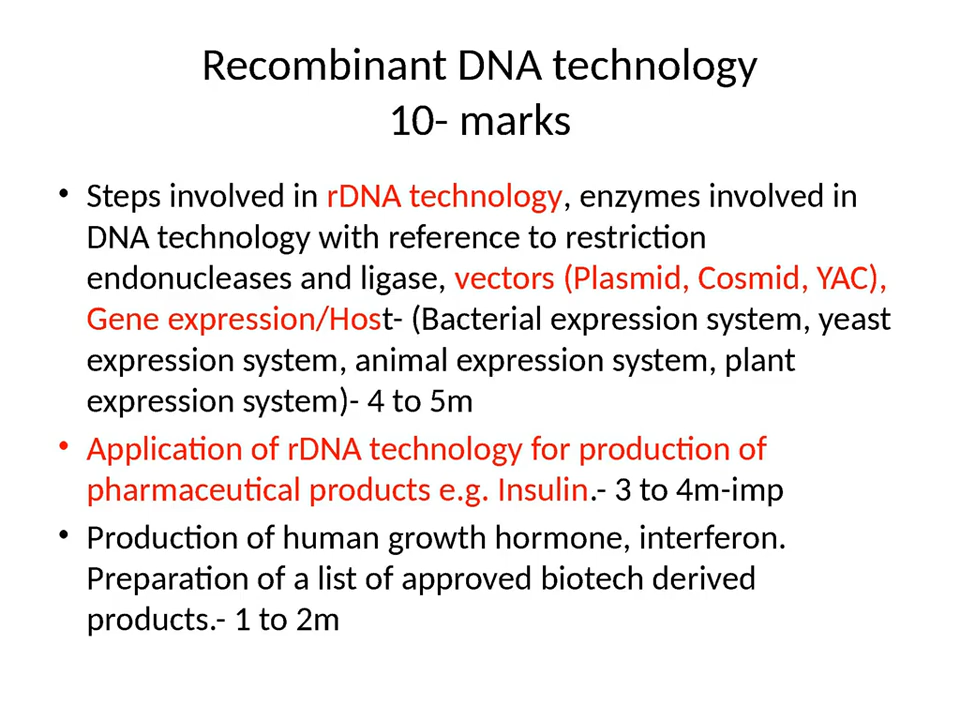 Recombinant DNA technology
10- marks
• Steps involved in rDNA technology, enzymes involved in
DNA technology with reference to restriction
endonucleases and ligase, vectors (Plasmid, Cosmid, YAC),
Gene expression/Host- (Bacterial expression system, yeast
expression system, animal expression system, plant
expression system)- 4 to 5m
• Application of rDNA technology for production of
pharmaceutical products e.g. Insulin.- 3 to 4m-imp
• Production of human growth hormone, interferon.
Preparation of a list of approved biotech derived
products.- 1 to 2m